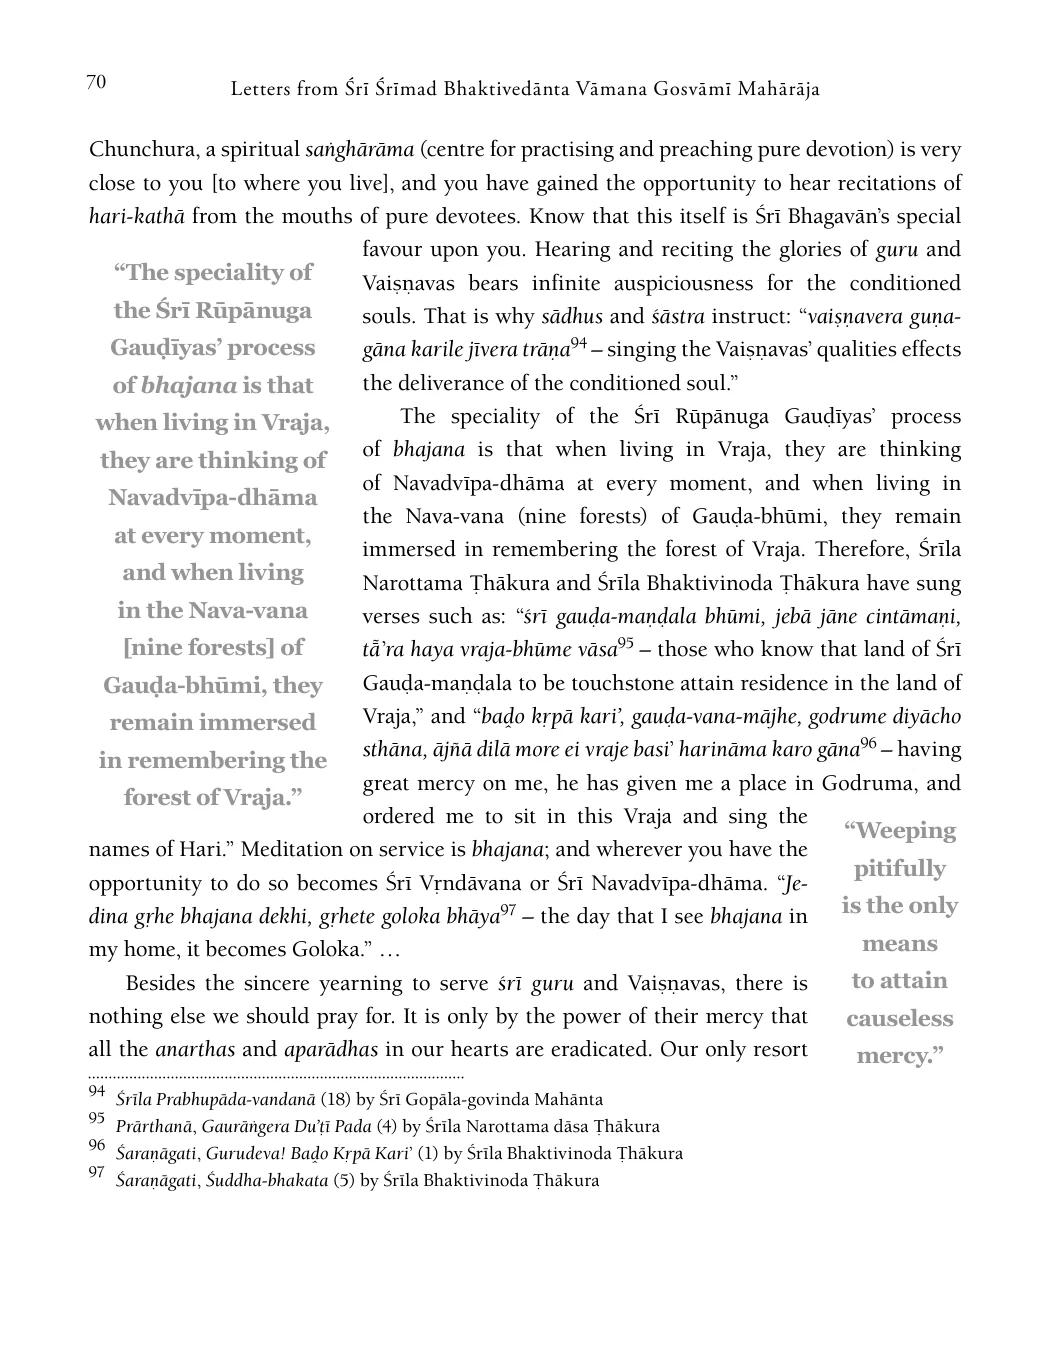 70
Letters from Śrī Śrīmad Bhaktivedānta Vāmana Gosvāmī Mahārāja
Chunchura, a spiritual saṅghārāma (centre for practising and preaching pure devotion) is very
close to you [to where you live], and you have gained the opportunity to hear recitations of
hari-kathā from the mouths of pure devotees. Know that this itself is Śrī Bhagavān’s special
favour upon you. Hearing and reciting the glories of guru and
Vaiṣṇavas bears infinite auspiciousness for the conditioned
souls. That is why sādhus and śāstra instruct: “vaiṣṇavera guṇa-
gāna karile jīvera trāṇa94 – singing the Vaiṣṇavas’ qualities effects
the deliverance of the conditioned soul.”
“The speciality of
the Śrī Rūpānuga
Gauḍīyas’ process
of bhajana is that
when living in Vraja,
they are thinking of
Navadvīpa-dhāma
at every moment,
and when living
in the Nava-vana
[nine forests] of
Gauḍa-bhūmi, they
remain immersed
in remembering the
forest of Vraja.”
The speciality of the Śrī Rūpānuga Gauḍīyas’ process
of bhajana is that when living in Vraja, they are thinking
of Navadvīpa-dhāma at every moment, and when living in
the Nava-vana (nine forests) of Gauḍa-bhūmi, they remain
immersed in remembering the forest of Vraja. Therefore, Śrīla
Narottama Ṭhākura and Śrīla Bhaktivinoda Ṭhākura have sung
verses such as: “śrī gauḍa-maṇḍala bhūmi, jebā jāne cintāmaṇi,
tā̐’ra haya vraja-bhūme vāsa95 – those who know that land of Śrī
Gauḍa-maṇḍala to be touchstone attain residence in the land of
Vraja,” and “baḓo kṛpā kari’, gauḍa-vana-mājhe, godrume diyācho
sthāna, ājñā dilā more ei vraje basi’ harināma karo gāna96 – having
great mercy on me, he has given me a place in Godruma, and
ordered me to sit in this Vraja and sing the
names of Hari.” Meditation on service is bhajana; and wherever you have the
opportunity to do so becomes Śrī Vṛndāvana or Śrī Navadvīpa-dhāma. “Je-
dina gṛhe bhajana dekhi, gṛhete goloka bhāya97 – the day that I see bhajana in
my home, it becomes Goloka.” …
Besides the sincere yearning to serve śrī guru and Vaiṣṇavas, there is
nothing else we should pray for. It is only by the power of their mercy that
all the anarthas and aparādhas in our hearts are eradicated. Our only resort
“Weeping
pitifully
is the only
means
to attain
causeless
mercy.”
94 Śrīla Prabhupāda-vandanā (18) by Śrī Gopāla-govinda Mahānta
95 Prārthanā, Gaurāṅgera Du’ṭī Pada (4) by Śrīla Narottama dāsa Ṭhākura
96 Śaraṇāgati, Gurudeva! Baḓo Kṛpā Kari’ (1) by Śrīla Bhaktivinoda Ṭhākura
97 Śaraṇāgati, Śuddha-bhakata (5) by Śrīla Bhaktivinoda Ṭhākura